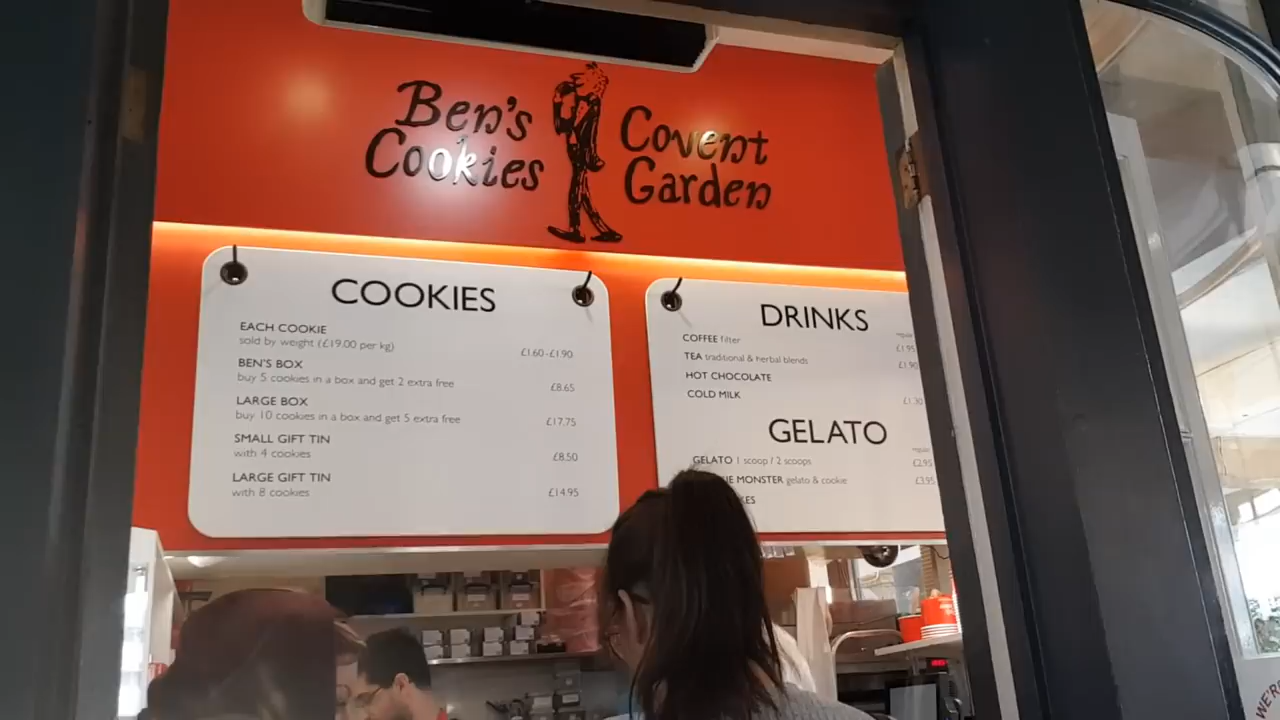 Ben's
Cookies
Covent
Garden
COOKIES
EACH COOKIE
sold by weight (£19.00 per kg)
£1.60-£1.90
BEN'S BOX
buy 5 cookies in a box and get 2 extra free
£8.65
LARGE BOX
buy 10 cookies in a box and get 5 extra free
£17.75
SMALL GIFT TIN
with 4 cookies
£8.50
LARGE GIFT TIN
with 8 cookies
£14.95
DRINKS
regular
COFFEE filter £1.95
TEA traditional & herbal blends £1.90
HOT CHOCOLATE
COLD MILK £1.30
GELATO
regular
GELATO 1 scoop / 2 scoops £2.95
MONSTER gelato & cookie £3.95